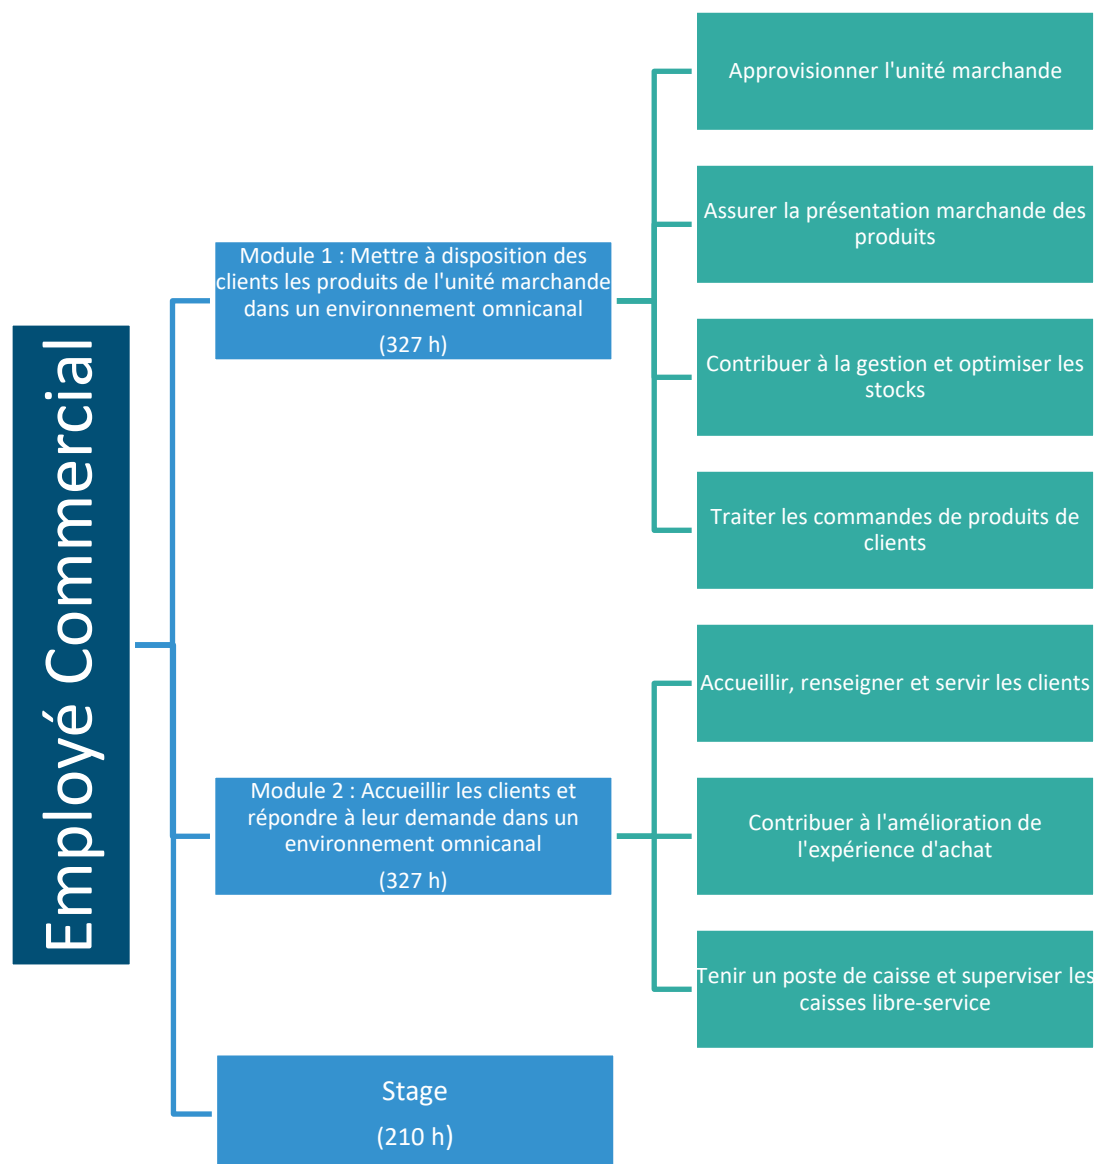 Employé Commercial
Module 1 : Mettre à disposition des
clients les produits de l'unité marchande
dans un environnement omnicanal
(327 h)
Approvisionner l'unité marchande
Assurer la présentation marchande des
produits
Contribuer à la gestion et optimiser les
stocks
Traiter les commandes de produits de
clients
Module 2 : Accueillir les clients et
répondre à leur demande dans un
environnement omnicanal
(327 h)
Accueillir, renseigner et servir les clients
Contribuer à l'amélioration de
l'expérience d'achat
Tenir un poste de caisse et superviser les
caisses libre-service
Stage
(210 h)